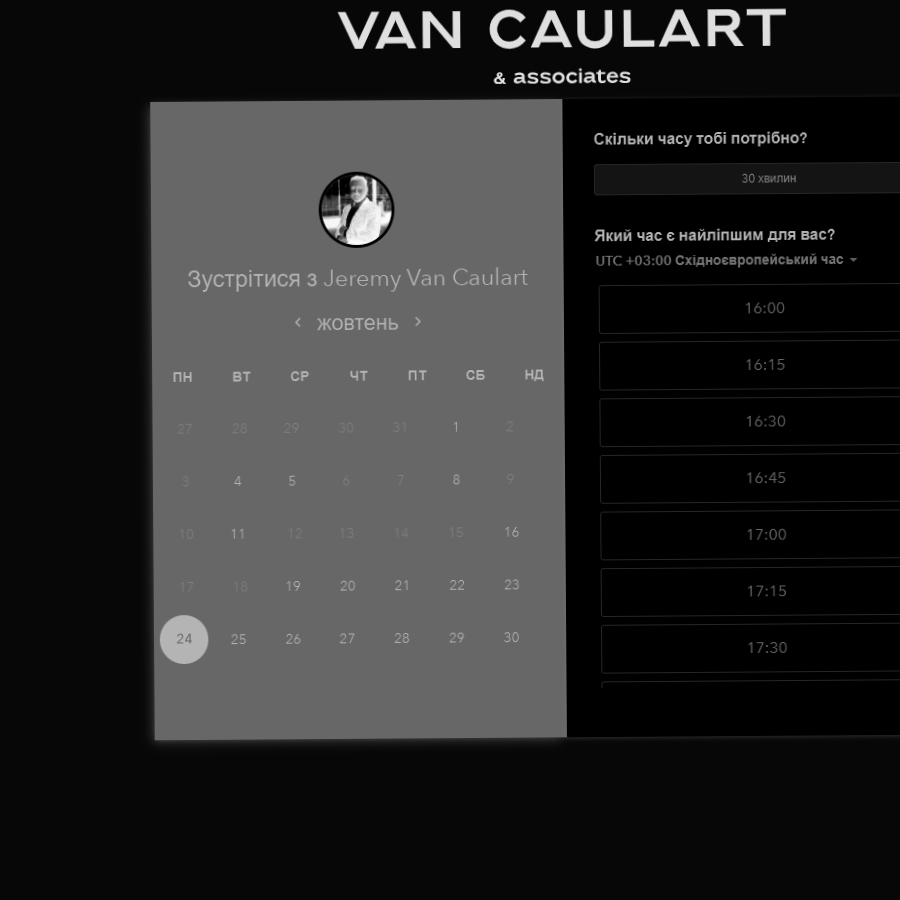 VAN CAULART
& associates
Зустрітися з Jeremy Van Caulart
жовтень
ПН ВТ СР ЧТ ПТ СБ НД
27 28 29 30 31 1 2
3 4 5 6 7 8 9
10 11 12 13 14 15 16
17 18 19 20 21 22 23
24 25 26 27 28 29 30
Скільки часу тобі потрібно?
30 хвилин
Який час є найліпшим для вас?
UTC +03:00 Східноєвропейський час
16:00
16:15
16:30
16:45
17:00
17:15
17:30